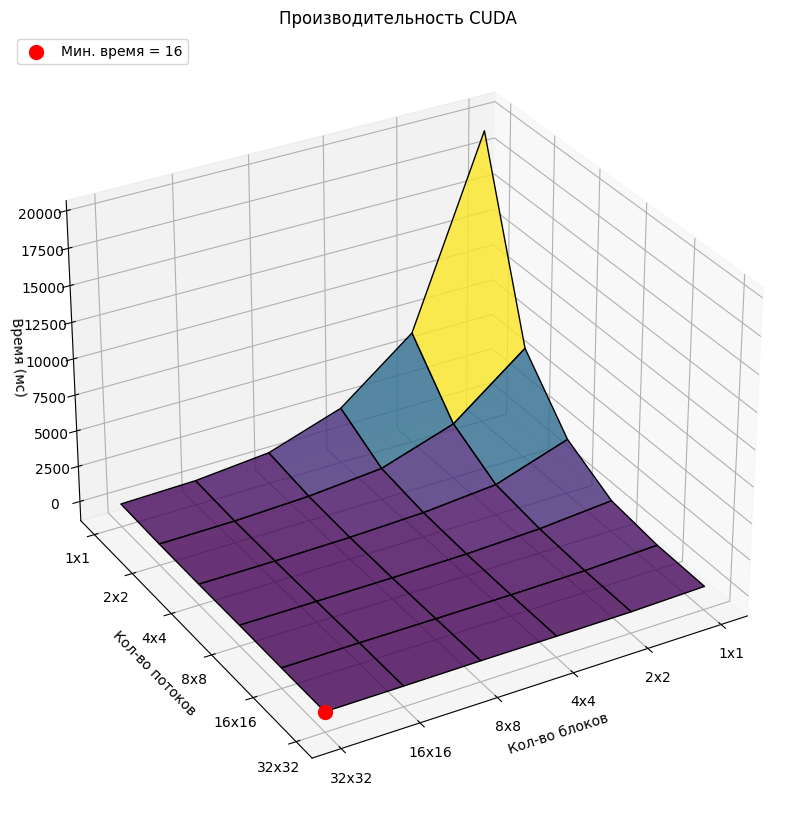 Производительность CUDA
Мин. время = 16
20000
17500
15000
12500
10000
7500
5000
2500
0
Время (мс)
1x1
2x2
4x4
8x8
16x16
32x32
Кол-во потоков
32x32
16x16
8x8
4x4
2x2
1x1
Кол-во блоков